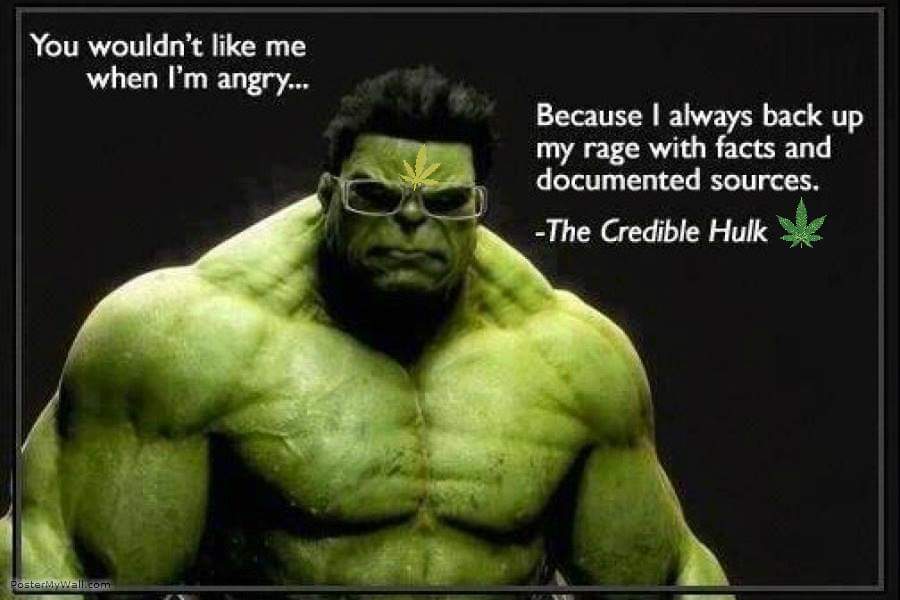 You wouldn't like me
when I'm angry...
Because I always back up
my rage with facts and
documented sources.
-The Credible Hulk
PosterMyWall.com